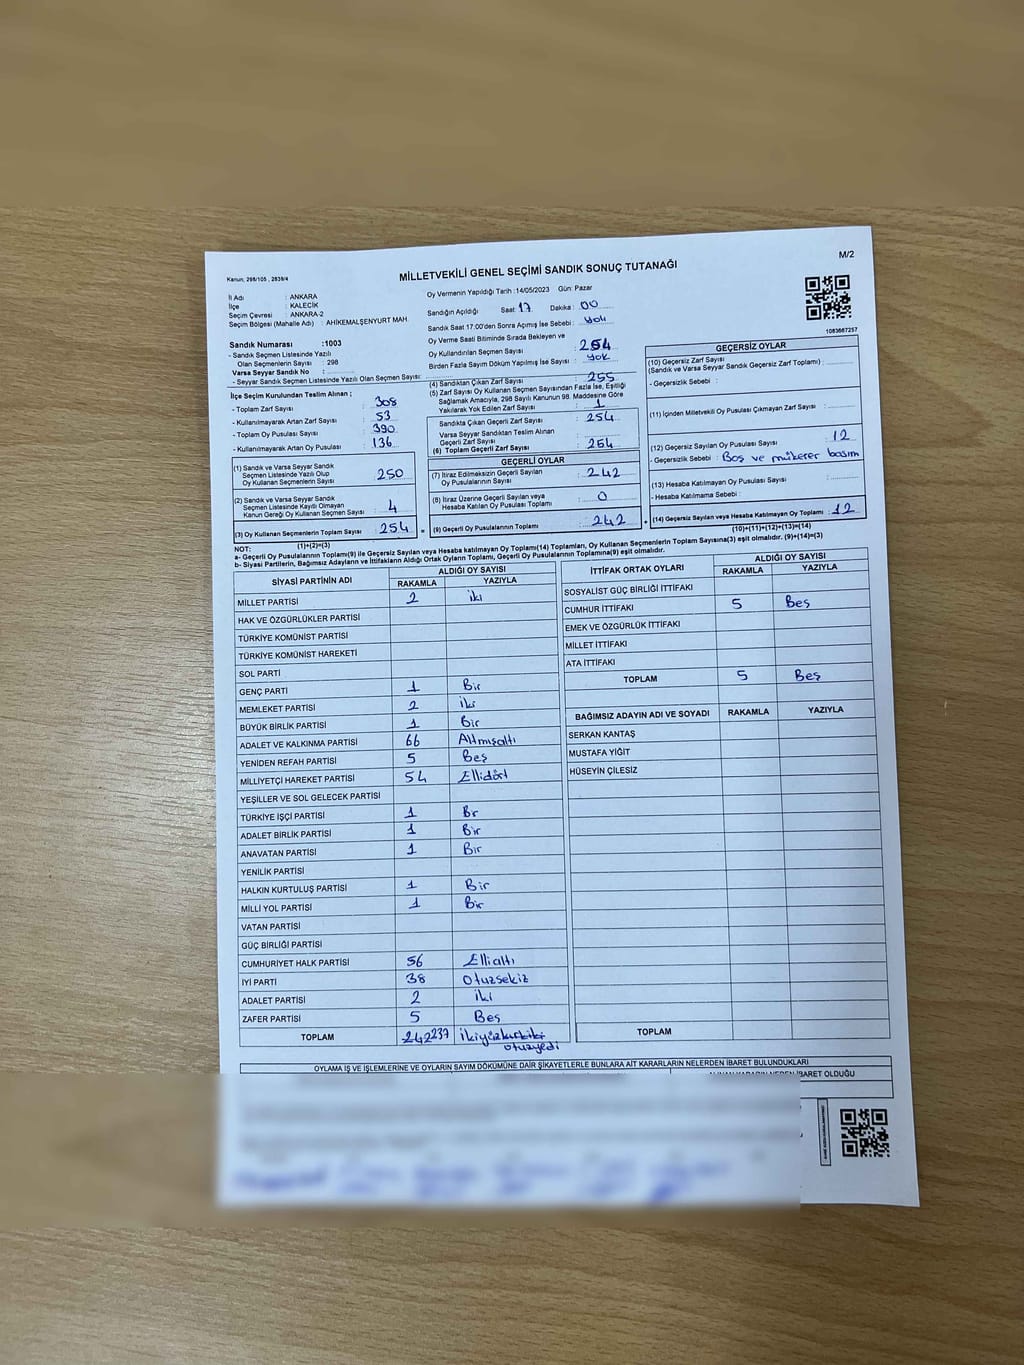 M/2
Kanun; 298/105 , 2839/4
MİLLETVEKİLİ GENEL SEÇİMİ SANDIK SONUÇ TUTANAĞI
İl Adı : ANKARA
İlçe : KALECİK
Seçim Çevresi : ANKARA-2
Seçim Bölgesi (Mahalle Adı) : AHİKEMALŞENYURT MAH.
Sandık Numarası :1003
- Sandık Seçmen Listesinde Yazılı
Olan Seçmenlerin Sayısı : 298
Varsa Seyyar Sandık No :
- Seyyar Sandık Seçmen Listesinde Yazılı Olan Seçmen Sayısı:
Oy Vermenin Yapıldığı Tarih :14/05/2023 Gün: Pazar
Sandığın Açıldığı Saat: 17 Dakika : 00
Sandık Saat 17:00'den Sonra Açımış İse Sebebi : yok
Oy Verme Saati Bitiminde Sırada Bekleyen ve
Oy Kullandırılan Seçmen Sayısı : 254
Birden Fazla Sayım Döküm Yapılmış İse Sayısı : yok
1083667257
İlçe Seçim Kurulundan Teslim Alınan ;
- Toplam Zarf Sayısı : 308
- Kullanılmayarak Artan Zarf Sayısı : 53
- Toplam Oy Pusulası Sayısı : 390
- Kullanılmayarak Artan Oy Pusulası : 136
(4) Sandıktan Çıkan Zarf Sayısı : 255
(5) Zarf Sayısı Oy Kullanan Seçmen Sayısından Fazla İse, Eşitliği
Sağlamak Amacıyla, 298 Sayılı Kanunun 98. Maddesine Göre
Yakılarak Yok Edilen Zarf Sayısı : 1
Sandıkta Çıkan Geçerli Zarf Sayısı : 254
Varsa Seyyar Sandıktan Teslim Alınan
Geçerli Zarf Sayısı :
(6) Toplam Geçerli Zarf Sayısı : 254
GEÇERSİZ OYLAR
(10) Geçersiz Zarf Sayısı
(Sandık ve Varsa Seyyar Sandık Geçersiz Zarf Toplamı) :
- Geçersizlik Sebebi :
(11) İçinden Milletvekili Oy Pusulası Çıkmayan Zarf Sayısı :
(12) Geçersiz Sayılan Oy Pusulası Sayısı : 12
- Geçersizlik Sebebi : Boş ve mükerer basım
(13) Hesaba Katılmayan Oy Pusulası Sayısı :
- Hesaba Katılmama Sebebi :
(14) Geçersiz Sayılan veya Hesaba Katılmayan Oy Toplamı : 12
(10)+(11)+(12)+(13)=(14)
(1) Sandık ve Varsa Seyyar Sandık
Seçmen Listesinde Yazılı Olup
Oy Kullanan Seçmenlerin Sayısı : 250
(2) Sandık ve Varsa Seyyar Sandık
Seçmen Listesinde Kayıtlı Olmayan
Kanun Gereği Oy Kullanan Seçmen Sayısı : 4
(3) Oy Kullanan Seçmenlerin Toplam Sayısı : 254
(1)+(2)=(3)
GEÇERLİ OYLAR
(7) İtiraz Edilmeksizin Geçerli Sayılan
Oy Pusulasının Sayısı : 242
(8) İtiraz Üzerine Geçerli Sayılan veya
Hesaba Katılan Oy Pusulası Toplamı : 0
(9) Geçerli Oy Pusulalarının Toplamı : 242
NOT:
a- Geçerli Oy Pusulaları Toplamı(9) ile Geçersiz Sayılan veya Hesaba katılmayan Oy Toplamı(14) Toplamları, Oy Kullanan Seçmenlerin Toplam Sayısına(3) eşit olmalıdır. (9)+(14)=(3)
b- Siyasi Partilerin, Bağımsız Adayların ve İttifakların Aldığı Ortak Oyların Toplamı, Geçerli Oy Pusulalarının Toplamına(9) eşit olmalıdır.
SİYASİ PARTİNİN ADI ALDIĞI OY SAYISI
RAKAMLA YAZIYLA
MİLLET PARTİSİ 2 iki
HAK VE ÖZGÜRLÜKLER PARTİSİ
TÜRKİYE KOMÜNİST PARTİSİ
TÜRKİYE KOMÜNİST HAREKETİ
SOL PARTİ
GENÇ PARTİ 1 Bir
MEMLEKET PARTİSİ 2 iki
BÜYÜK BİRLİK PARTİSİ 1 Bir
ADALET VE KALKINMA PARTİSİ 66 Altmışaltı
YENİDEN REFAH PARTİSİ 5 Beş
MİLLİYETÇİ HAREKET PARTİSİ 54 Ellidört
YEŞİLLER VE SOL GELECEK PARTİSİ
TÜRKİYE İŞÇİ PARTİSİ 1 Br
ADALET BİRLİK PARTİSİ 1 Bir
ANAVATAN PARTİSİ 1 Bir
YENİLİK PARTİSİ
HALKIN KURTULUŞ PARTİSİ 1 Bir
MİLLİ YOL PARTİSİ 1 Bir
VATAN PARTİSİ
GÜÇ BİRLİĞİ PARTİSİ
CUMHURİYET HALK PARTİSİ 56 Ellialtı
İYİ PARTİ 38 otuzsekiz
ADALET PARTİSİ 2 iki
ZAFER PARTİSİ 5 Beş
TOPLAM 242 237 ikiyüzkırkiki
otuzyedi
İTTİFAK ORTAK OYLARI ALDIĞI OY SAYISI
RAKAMLA YAZIYLA
SOSYALİST GÜÇ BİRLİĞİ İTTİFAKI
CUMHUR İTTİFAKI 5 Beş
EMEK VE ÖZGÜRLÜK İTTİFAKI
MİLLET İTTİFAKI
ATA İTTİFAKI
TOPLAM 5 Beş
BAĞIMSIZ ADAYIN ADI VE SOYADI RAKAMLA YAZIYLA
SERKAN KANTAŞ
MUSTAFA YİĞİT
HÜSEYİN ÇİLESİZ
TOPLAM
OYLAMA İŞ VE İŞLEMLERİNE VE OYLARIN SAYIM DÖKÜMÜNE DAİR ŞİKAYETLERLE BUNLARA AİT KARARLARIN NELERDEN İBARET BULUNDUKLARI
ALINAN KARARIN NEDEN İBARET OLDUĞU